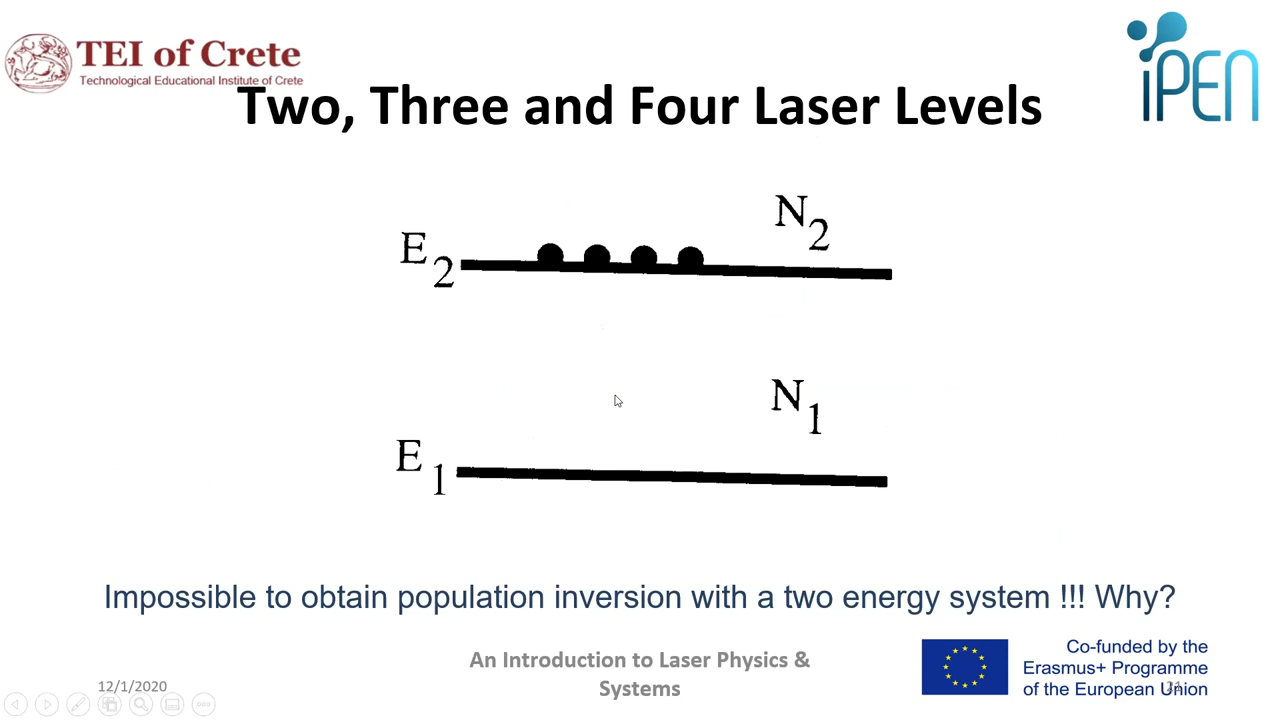 TEI of Crete
Technological Educational Institute of Crete
iPEN
Two, Three and Four Laser Levels
N2
E2
N1
E1
Impossible to obtain population inversion with a two energy system !!! Why?
An Introduction to Laser Physics &
Systems
12/1/2020
Co-funded by the
Erasmus+ Programme
of the European Union